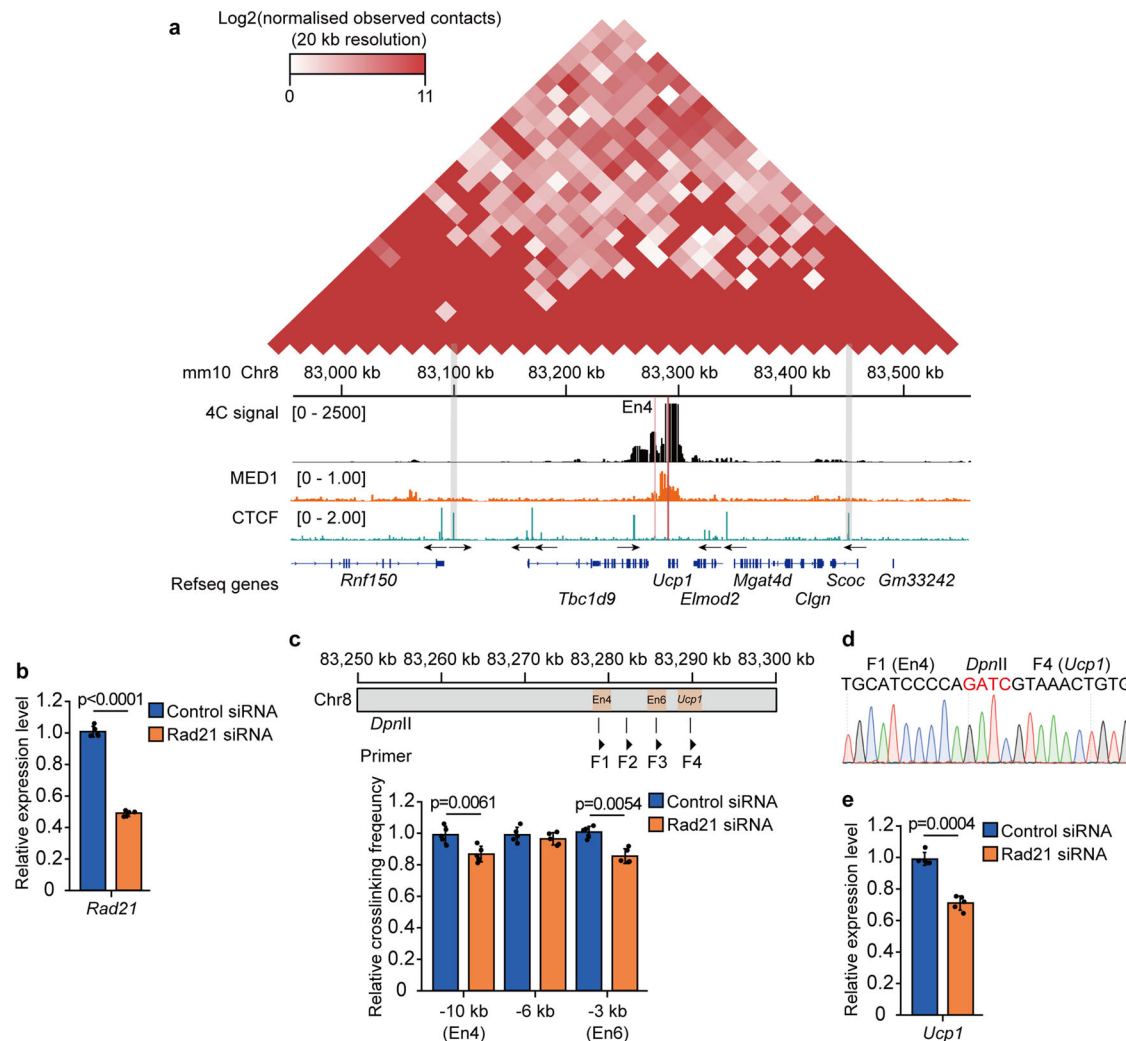 a
Log2(normalised observed contacts)
(20 kb resolution)
0 11
mm10 Chr8 83,000 kb 83,100 kb 83,200 kb 83,300 kb 83,400 kb 83,500 kb
4C signal [0 - 2500] En4
MED1 [0 - 1.00]
CTCF [0 - 2.00]
Refseq genes
Rnf150 Ucp1 Mgat4d Scoc Gm33242
Tbc1d9 Elmod2 Clgn
b
p<0.0001
Control siRNA
Rad21 siRNA
Relative expression level
1.2
1.0
0.8
0.6
0.4
0.2
0
Rad21
c
83,250 kb 83,260 kb 83,270 kb 83,280 kb 83,290 kb 83,300 kb
Chr8 En4 En6 Ucp1
DpnII
Primer
F1 F2 F3 F4
Relative crosslinking freqeuncy
1.2
1.0
0.8
0.6
0.4
0.2
0
p=0.0061 p=0.0054
Control siRNA
Rad21 siRNA
-10 kb -6 kb -3 kb
(En4) (En6)
d
F1 (En4) DpnII F4 (Ucp1)
TGCATCCCCAGATCGTAAACTGTG
e
p=0.0004
Control siRNA
Rad21 siRNA
Relative expression level
1.2
1.0
0.8
0.6
0.4
0.2
0
Ucp1